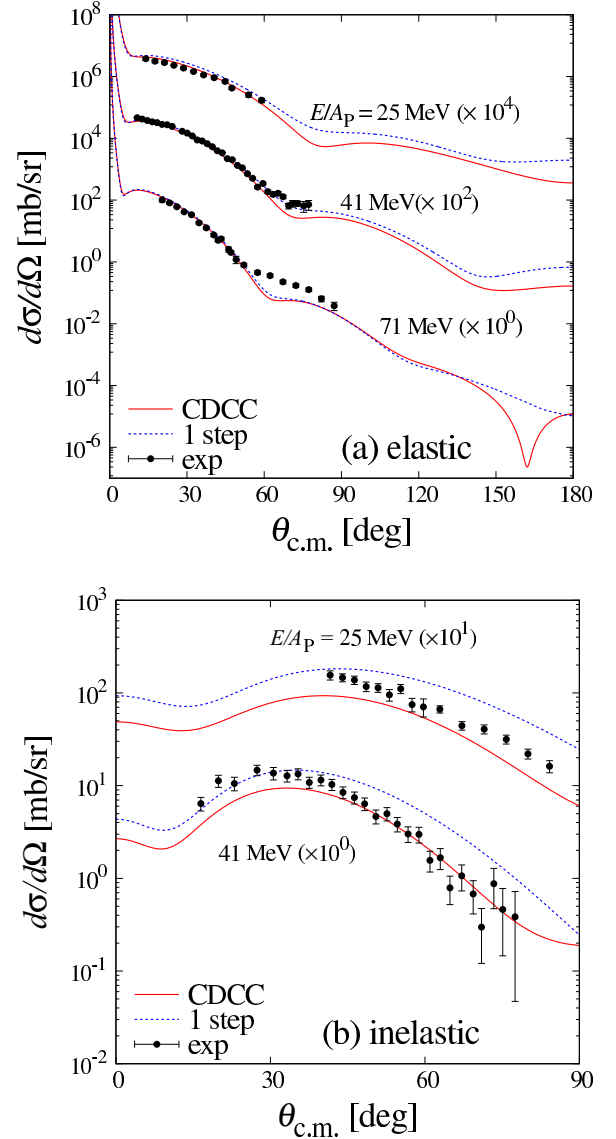 10^8
10^6
10^4
10^2
10^0
10^-2
10^-4
10^-6
dσ/dΩ [mb/sr]
E/A_P = 25 MeV (× 10^4)
41 MeV(× 10^2)
71 MeV (× 10^0)
CDCC
1 step
exp
(a) elastic
0 30 60 90 120 150 180
θ_c.m. [deg]
10^3
10^2
10^1
10^0
10^-1
10^-2
dσ/dΩ [mb/sr]
E/A_P = 25 MeV (×10^1)
41 MeV (×10^0)
CDCC
1 step
exp
(b) inelastic
0 30 60 90
θ_c.m. [deg]